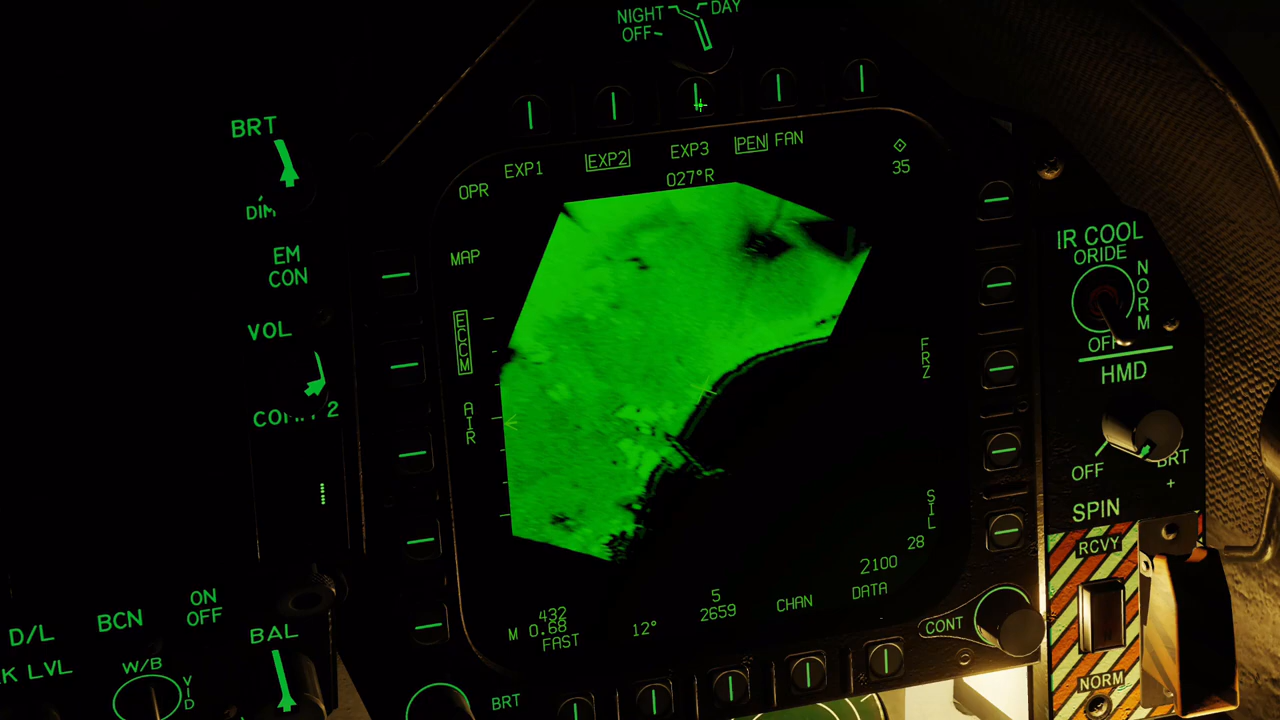 NIGHT DAY
OFF
BRT
DIM
EM
CON
VOL
D/L
BCN
ON
OFF
BAL
W/B
VID
OPR
EXP1
EXP2
EXP3
PEN FAN
027°R
35
MAP
ECCM
AIR
FRZ
SIL
28
2100
DATA
CHAN
5
2659
12°
432
M 0.68
FAST
BRT
CONT
IR COOL
ORIDE
NORM
OFF
HMD
OFF
BRT
+
SPIN
RCVY
NORM